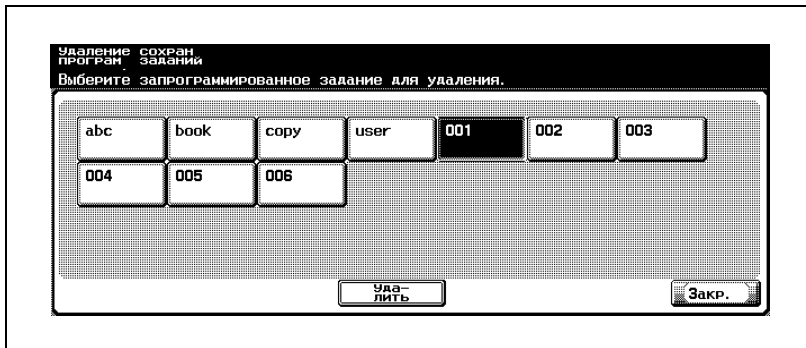 Удаление сохран
програм. заданий
Выберите запрограммированное задание для удаления.
abc book copy user 001 002 003
004 005 006
Уда-
лить
Закр.